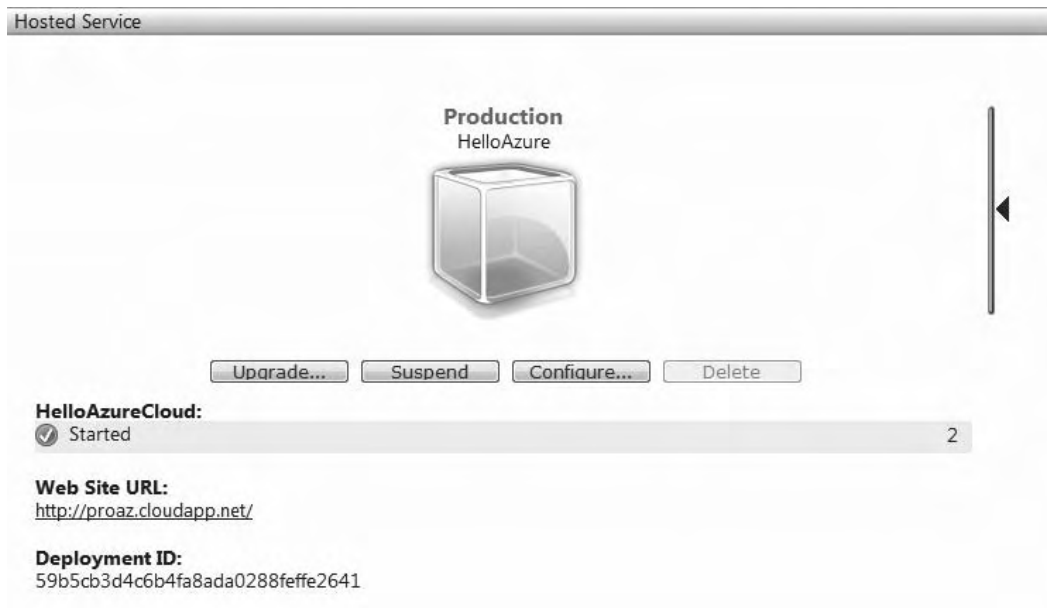 Hosted Service
Production
HelloAzure
Upgrade... Suspend Configure... Delete
HelloAzureCloud:
Started 2
Web Site URL:
http://proaz.cloudapp.net/
Deployment ID:
59b5cb3d4c6b4fa8ada0288feffe2641